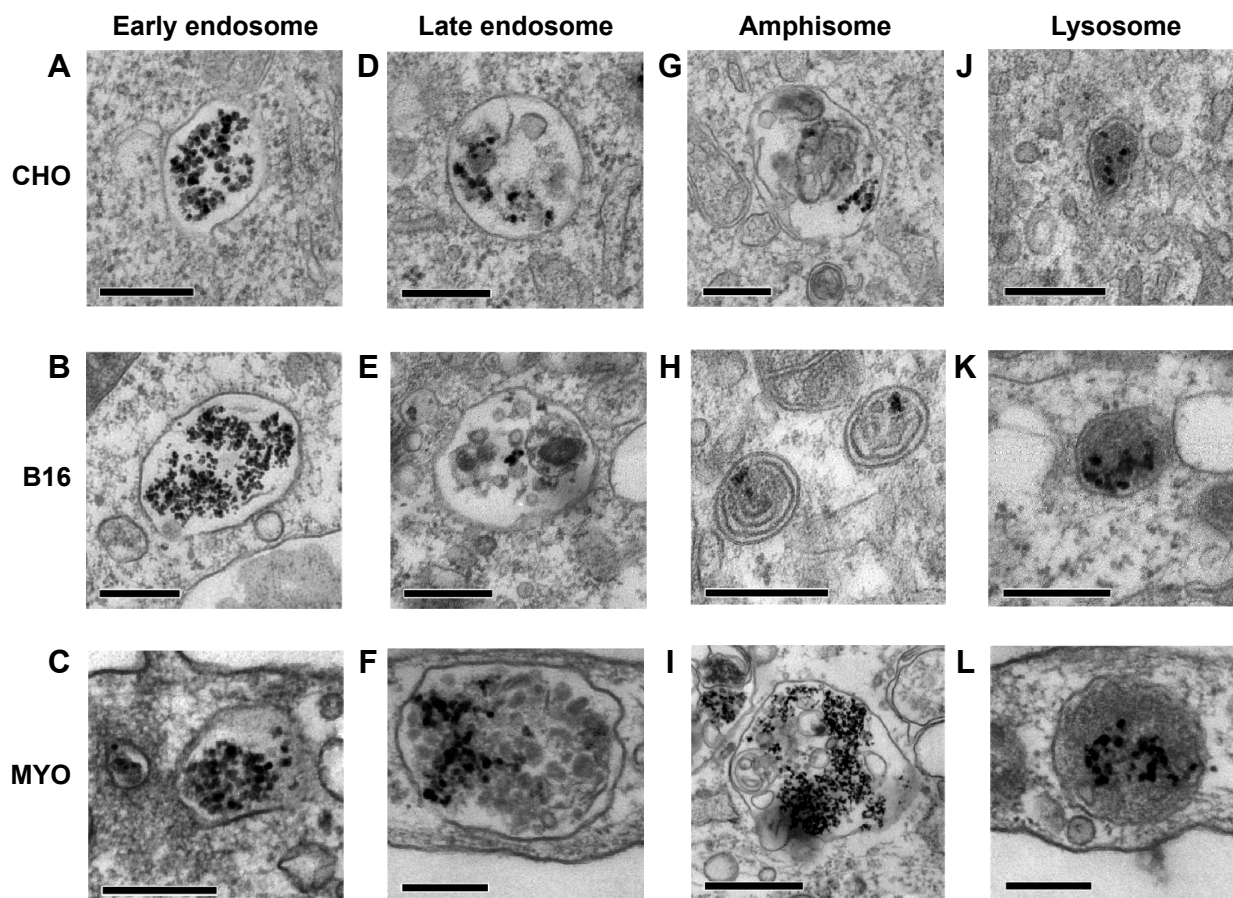 Early endosome Late endosome Amphisome Lysosome
A D G J
CHO
B E H K
B16
C F I L
MYO